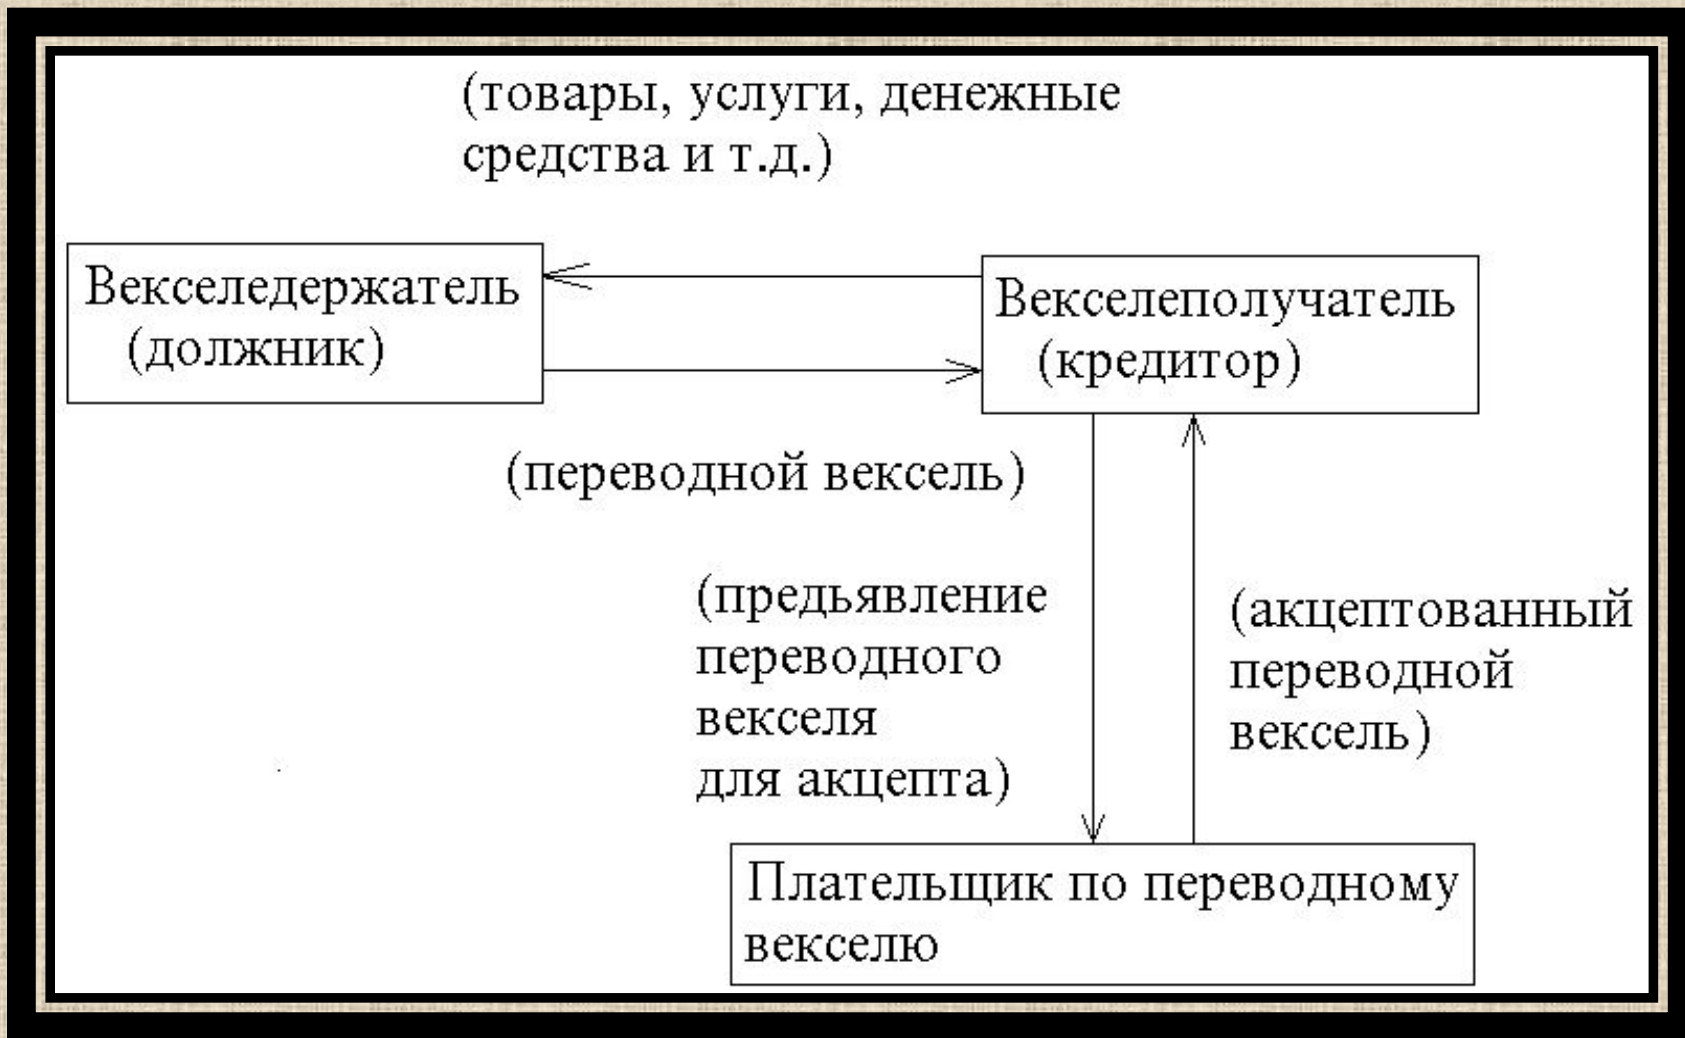 (товары, услуги, денежные
средства и т.д.)
Векселедержатель
(должник)
Векселеполучатель
(кредитор)
(переводной вексель)
(предьявление
переводного
векселя
для акцепта)
(акцептованный
переводной
вексель)
Плательщик по переводному
векселю